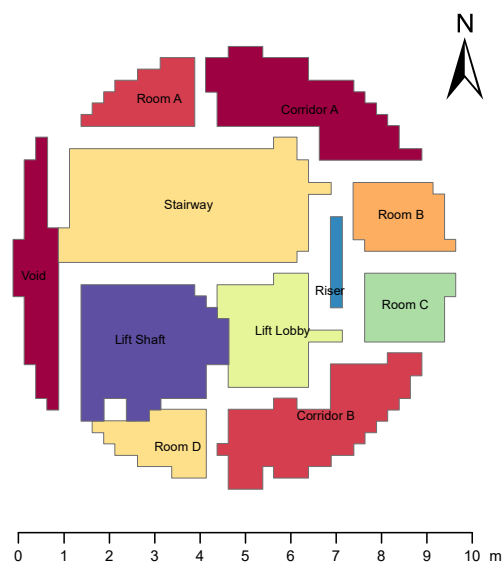 N
Room A
Corridor A
Stairway
Room B
Void
Riser
Room C
Lift Shaft
Lift Lobby
Corridor B
Room D
0 1 2 3 4 5 6 7 8 9 10 m